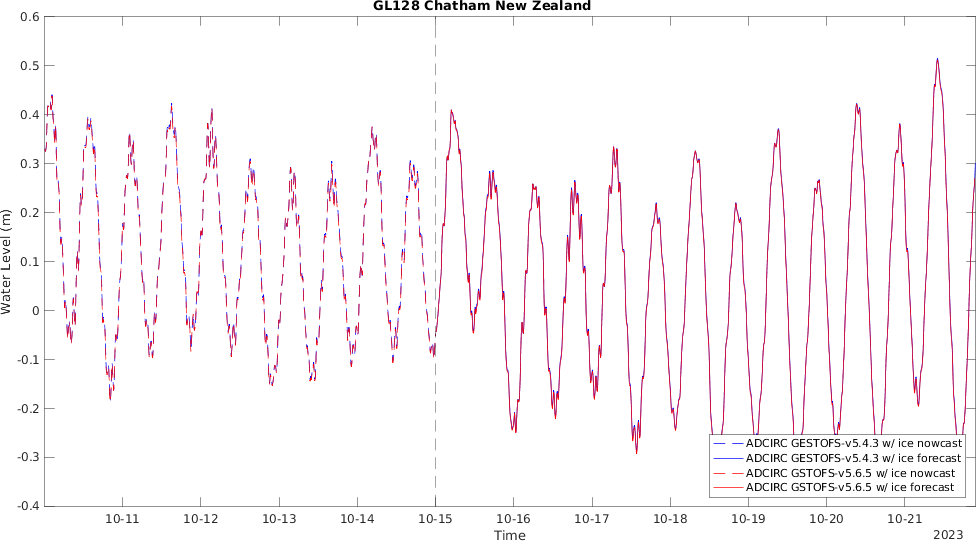 GL128 Chatham New Zealand
0.6
0.5
0.4
0.3
0.2
0.1
0
-0.1
-0.2
-0.3
-0.4
Water Level (m)
ADCIRC GESTOFS-v5.4.3 w/ ice nowcast
ADCIRC GESTOFS-v5.4.3 w/ ice forecast
ADCIRC GSTOFS-v5.6.5 w/ ice nowcast
ADCIRC GSTOFS-v5.6.5 w/ ice forecast
10-11 10-12 10-13 10-14 10-15 10-16 10-17 10-18 10-19 10-20 10-21
Time
2023